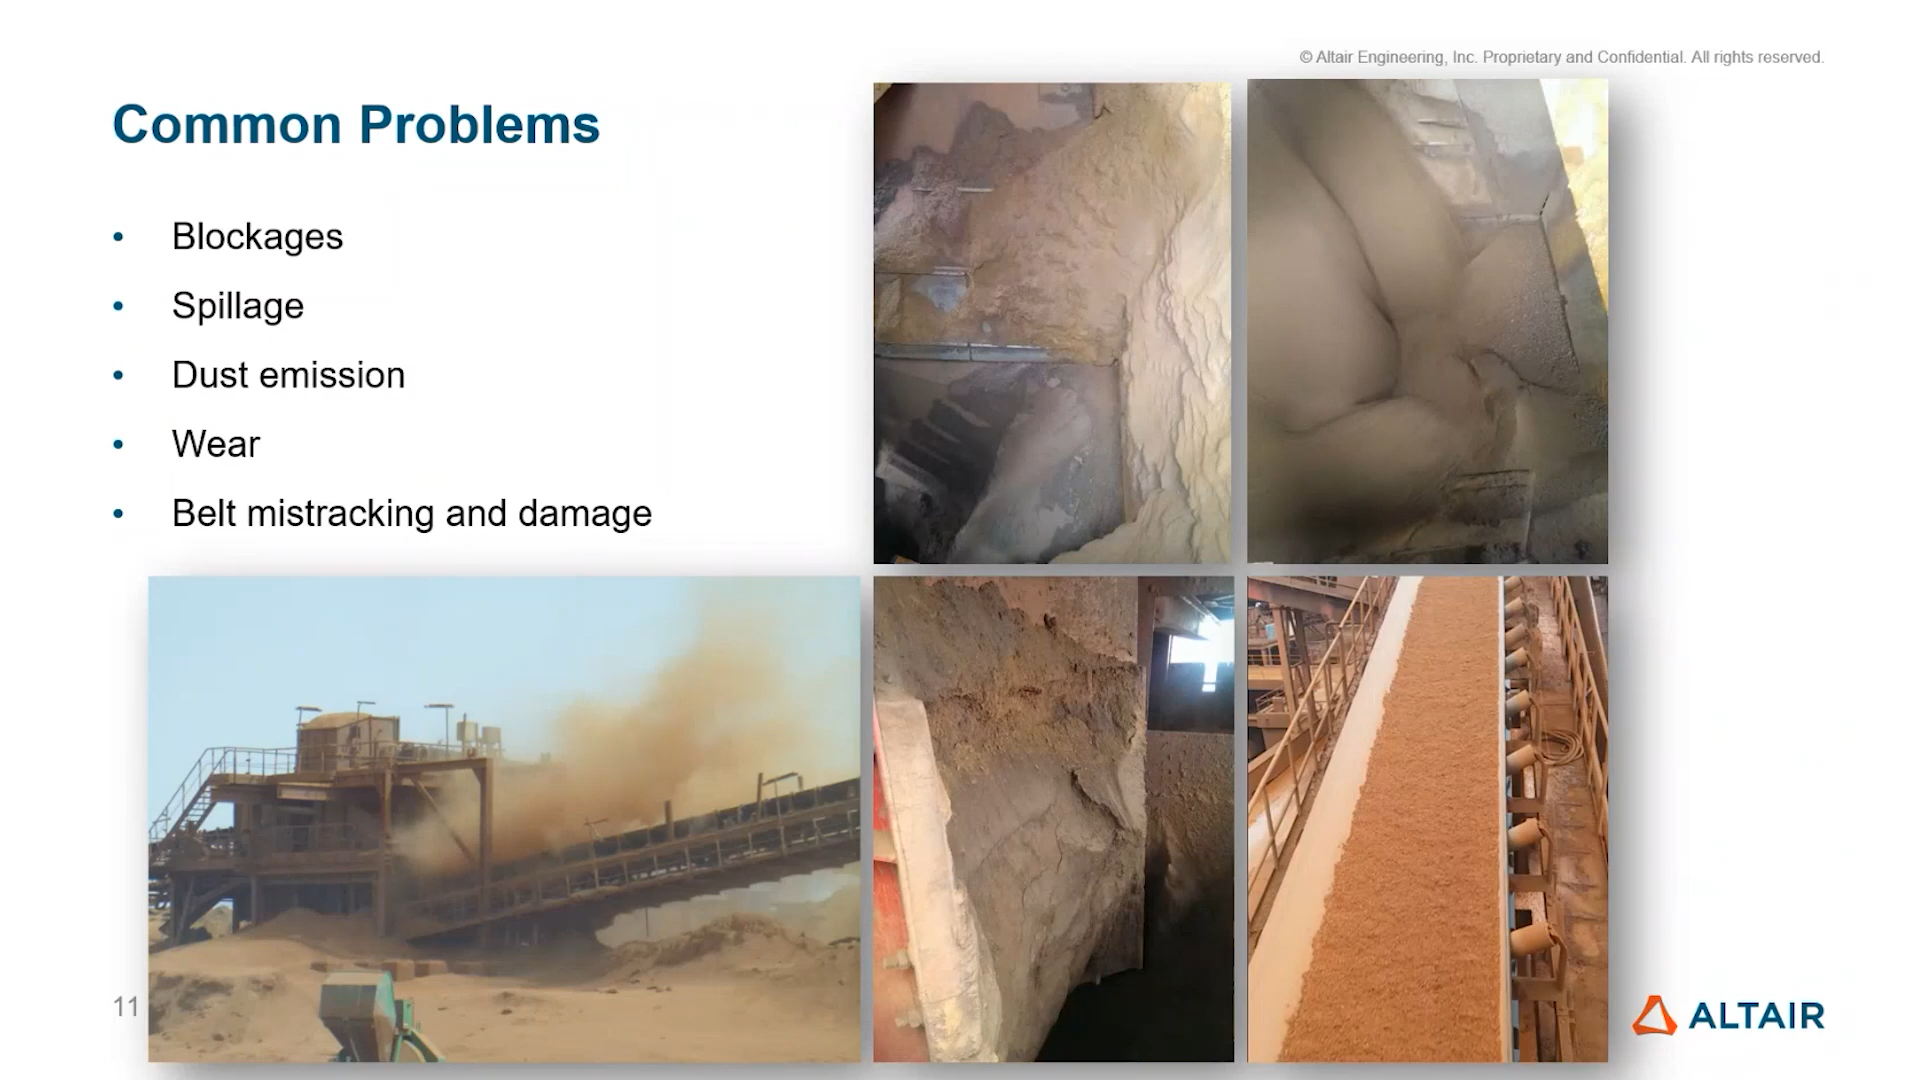 © Altair Engineering, Inc. Proprietary and Confidential. All rights reserved.
Common Problems
• Blockages
• Spillage
• Dust emission
• Wear
• Belt mistracking and damage
11
ALTAIR